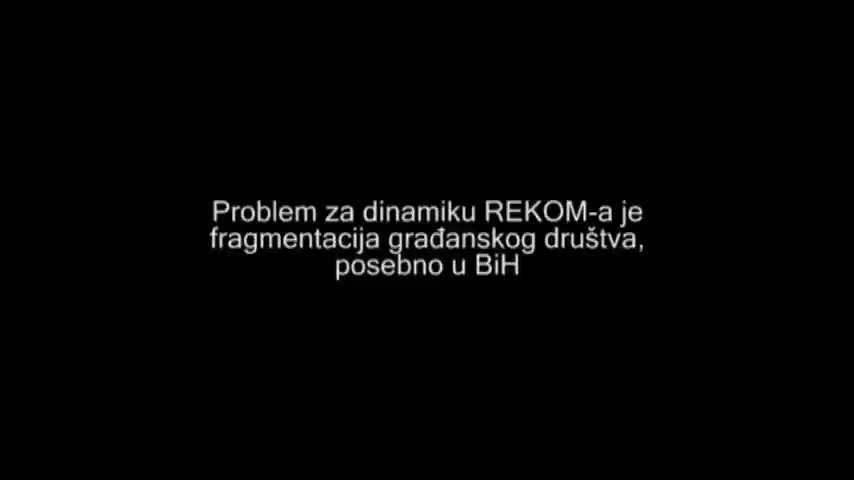 Problem za dinamiku REKOM-a je
fragmentacija građanskog društva,
posebno u BiH